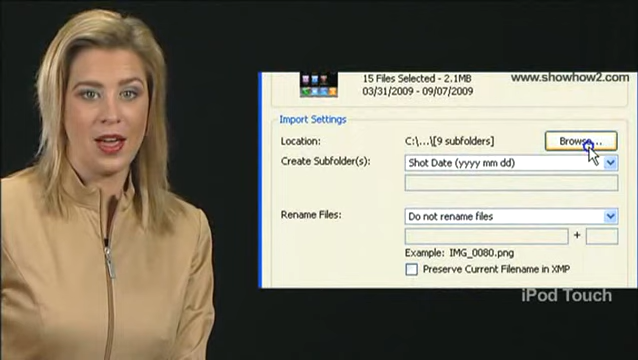 15 Files Selected - 2.1MB
www.showhow2.com
03/31/2009 - 09/07/2009
Import Settings
Location: C:\...\[9 subfolders] Browse...
Create Subfolder(s): Shot Date (yyyy mm dd)
Rename Files: Do not rename files
+
Example: IMG_0080.png
Preserve Current Filename in XMP
iPod Touch